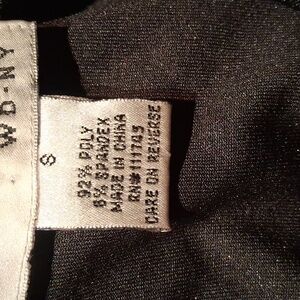 WD·NY
S
92% POLY
8% SPANDEX
MADE IN CHINA
RN# 111745
CARE ON REVERSE